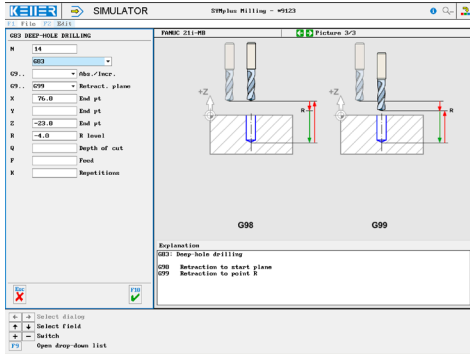 KELLER SIMULATOR SYMplus Milling - #9123
F1 File F2 Edit
G83 DEEP-HOLE DRILLING
N 14
G83
G9.. Abs./Incr.
G9.. G99 Retract. plane
X 76.0 End pt
Y End pt
Z -23.0 End pt
R -4.0 R level
Q Depth of cut
F Feed
K Repetitions
Esc F10
FANUC 21i-MB Picture 3/3
+Z +Z
R R
P P
G98 G99
Explanation
G83: Deep-hole drilling
G98 Retraction to start plane
G99 Retraction to point R
Select dialog
Select field
+ - Switch
F9 Open drop-down list